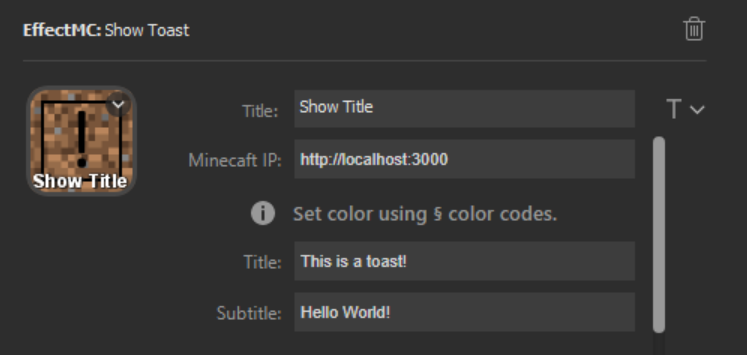 EffectMC: Show Toast
Show Title
Title: Show Title
T
Minecaft IP: http://localhost:3000
i Set color using § color codes.
Title: This is a toast!
Subtitle: Hello World!